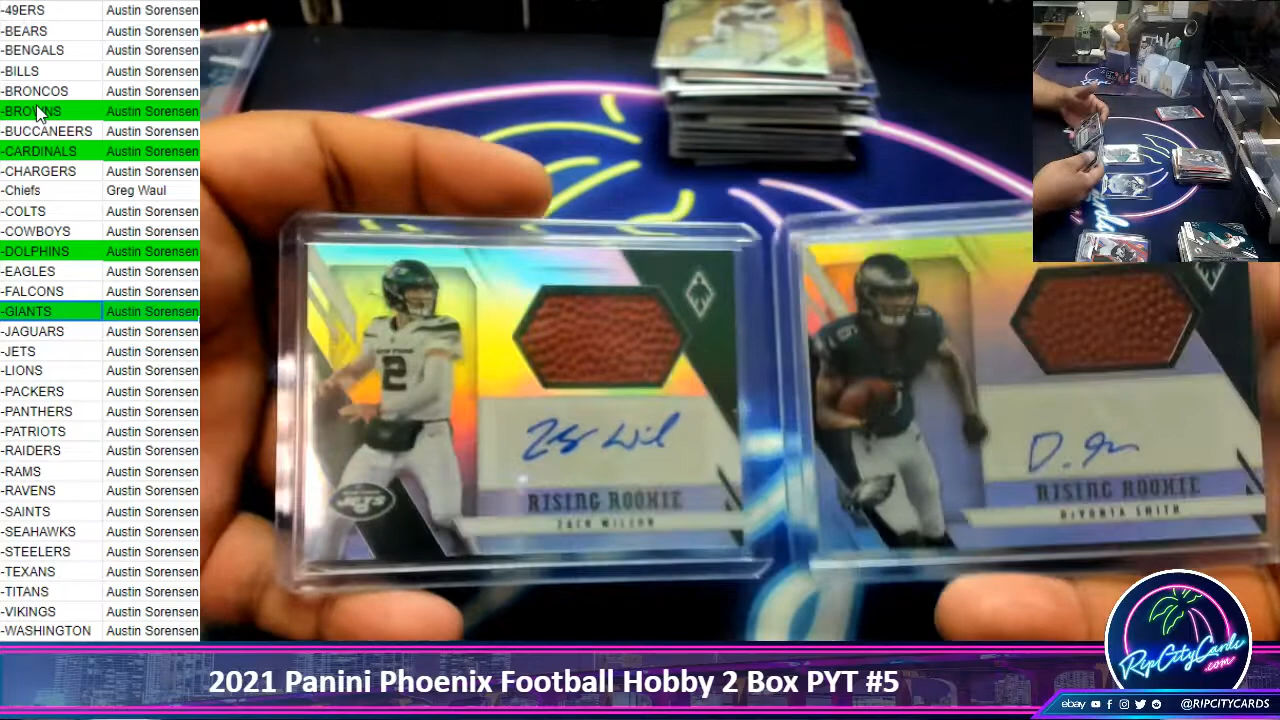 -49ERS Austin Sorensen
-BEARS Austin Sorensen
-BENGALS Austin Sorensen
-BILLS Austin Sorensen
-BRONCOS Austin Sorensen
-BROWNS Austin Sorensen
-BUCCANEERS Austin Sorensen
-CARDINALS Austin Sorensen
-CHARGERS Austin Sorensen
-Chiefs Greg Waul
-COLTS Austin Sorensen
-COWBOYS Austin Sorensen
-DOLPHINS Austin Sorensen
-EAGLES Austin Sorensen
-FALCONS Austin Sorensen
-GIANTS Austin Sorensen
-JAGUARS Austin Sorensen
-JETS Austin Sorensen
-LIONS Austin Sorensen
-PACKERS Austin Sorensen
-PANTHERS Austin Sorensen
-PATRIOTS Austin Sorensen
-RAIDERS Austin Sorensen
-RAMS Austin Sorensen
-RAVENS Austin Sorensen
-SAINTS Austin Sorensen
-SEAHAWKS Austin Sorensen
-STEELERS Austin Sorensen
-TEXANS Austin Sorensen
-TITANS Austin Sorensen
-VIKINGS Austin Sorensen
-WASHINGTON Austin Sorensen
2
JETS
RISING ROOKIE
ZACH WILSON
RISING ROOKIE
DEVONTA SMITH
RipCityCards
.com
2021 Panini Phoenix Football Hobby 2 Box PYT #5
ebay @RIPCITYCARDS